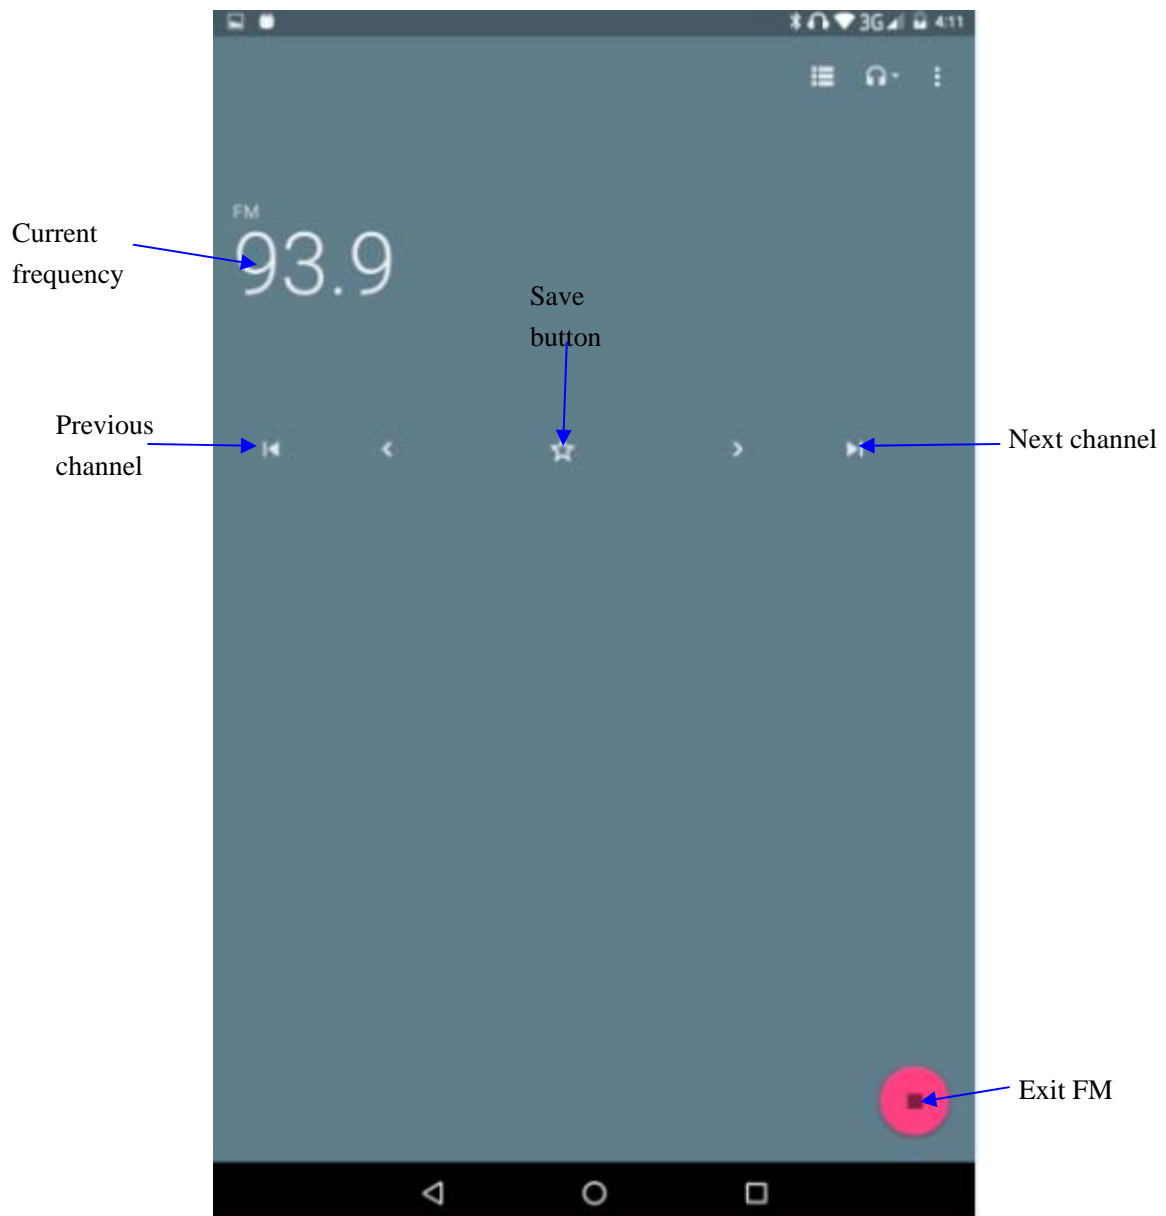 3G 4:11
FM
93.9
Current
frequency
Save
button
Previous
channel
Next channel
Exit FM